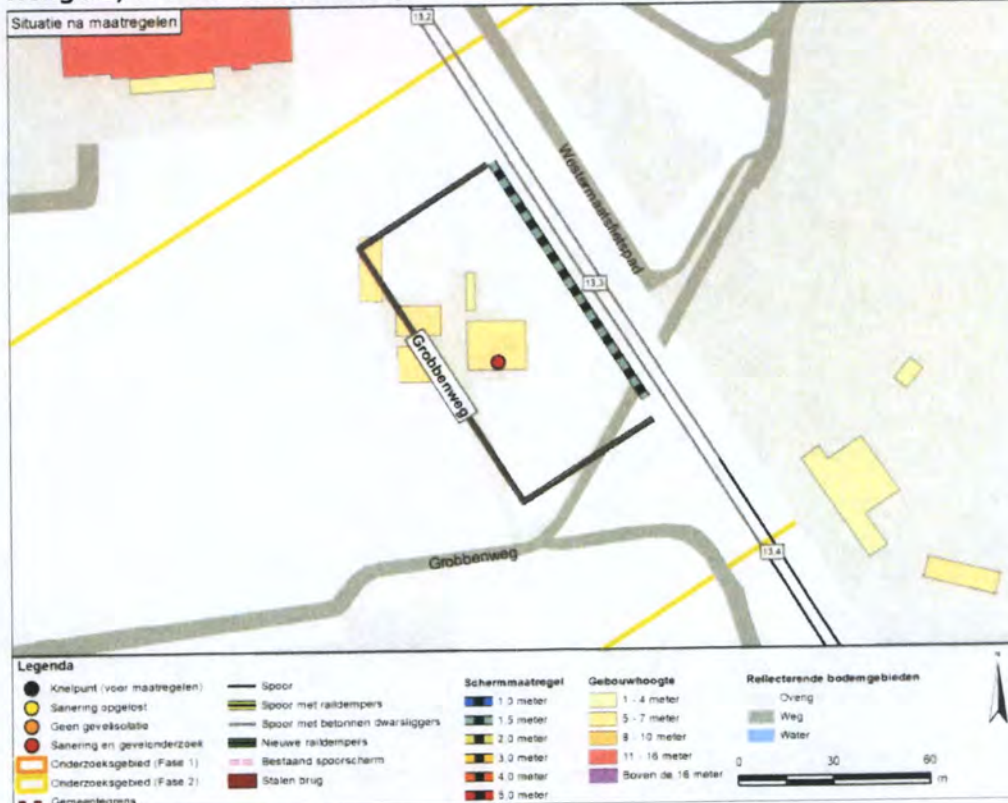 Situatie na maatregelen
13,2
Westermaatsfietspad
13,3
Grobbenweg
Grobbenweg
13,4
Legenda
Knelpunt (voor maatregelen)
Sanering opgelost
Geen gevelisolatie
Sanering en gevelonderzoek
Onderzoeksgebied (Fase 1)
Onderzoeksgebied (Fase 2)
Gemeentegrens
Spoor
Spoor met raildempers
Spoor met betonnen dwarsliggers
Nieuwe raildempers
Bestaand spoorscherm
Stalen brug
Schermmaatregel
1,0 meter
1,5 meter
2,0 meter
3,0 meter
4,0 meter
5,0 meter
Gebouwhoogte
1 - 4 meter
5 - 7 meter
8 - 10 meter
11 - 16 meter
Boven de 16 meter
Reflecterende bodemgebieden
Overig
Weg
Water
N
0 30 60
m